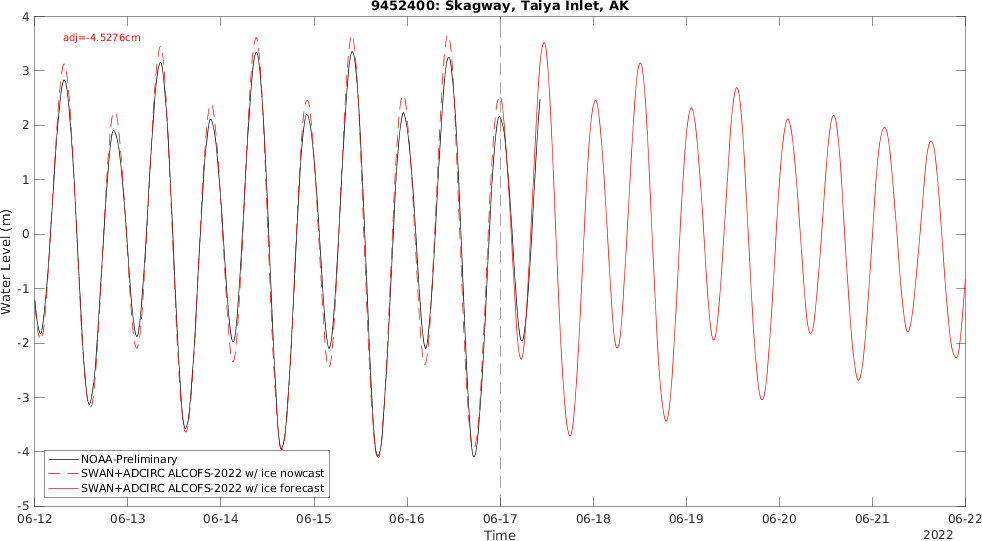 9452400: Skagway, Taiya Inlet, AK
adj=-4.5276cm
4
3
2
1
0
-1
-2
-3
-4
-5
Water Level (m)
NOAA-Preliminary
SWAN+ADCIRC ALCOFS-2022 w/ ice nowcast
SWAN+ADCIRC ALCOFS-2022 w/ ice forecast
06-12 06-13 06-14 06-15 06-16 06-17 06-18 06-19 06-20 06-21 06-22
Time
2022